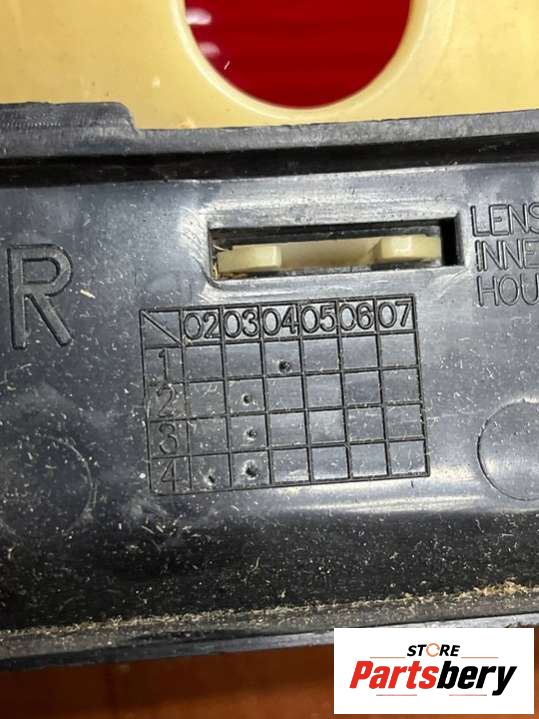 LENS
INNE
HOU
R
02 03 04 05 06 07
1
2
3
4
STORE
Partsbery